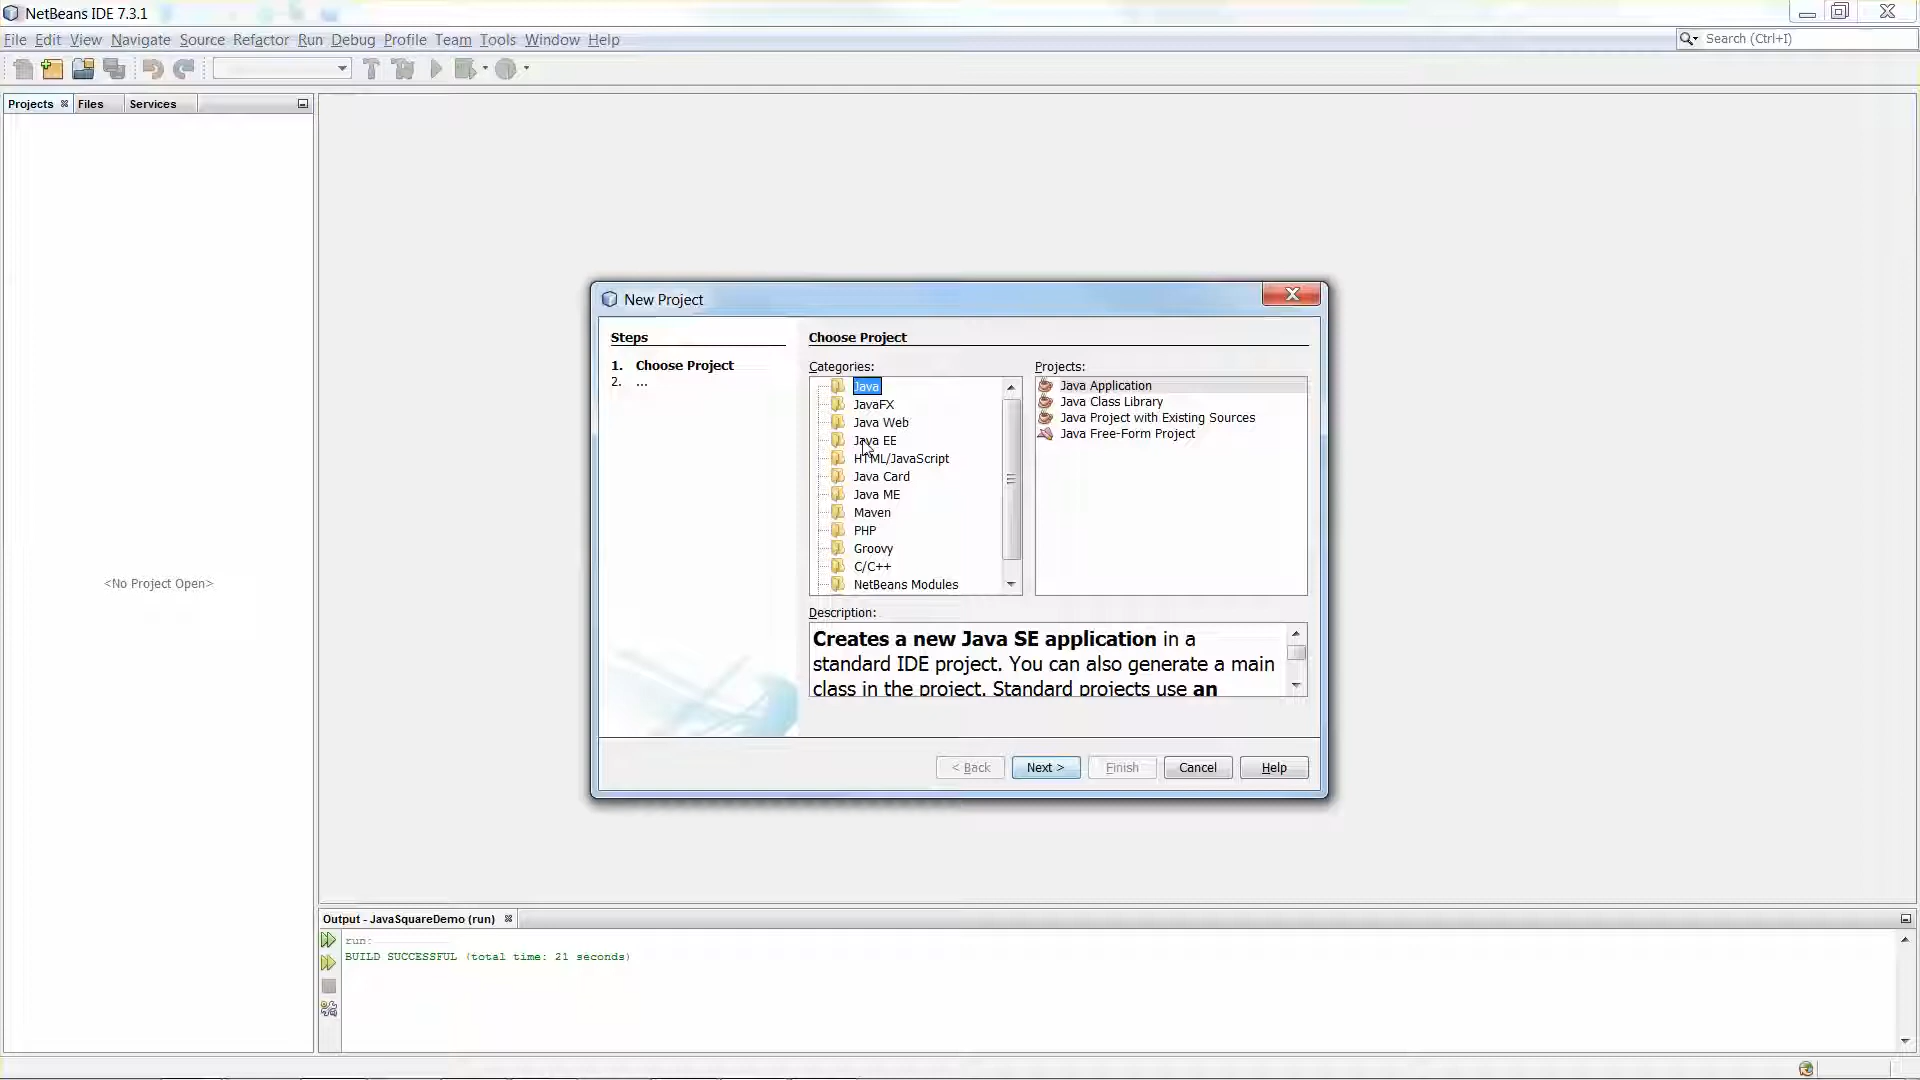 NetBeans IDE 7.3.1
File Edit View Navigate Source Refactor Run Debug Profile Team Tools Window Help
Search (Ctrl+I)
Projects Files Services
<No Project Open>
New Project
Steps
1. Choose Project
2. ...
Choose Project
Categories:
Java
JavaFX
Java Web
Java EE
HTML/JavaScript
Java Card
Java ME
Maven
PHP
Groovy
C/C++
NetBeans Modules
Projects:
Java Application
Java Class Library
Java Project with Existing Sources
Java Free-Form Project
Description:
Creates a new Java SE application in a
standard IDE project. You can also generate a main
class in the project. Standard projects use an
< Back Next > Finish Cancel Help
Output - JavaSquareDemo (run)
run:
BUILD SUCCESSFUL (total time: 21 seconds)